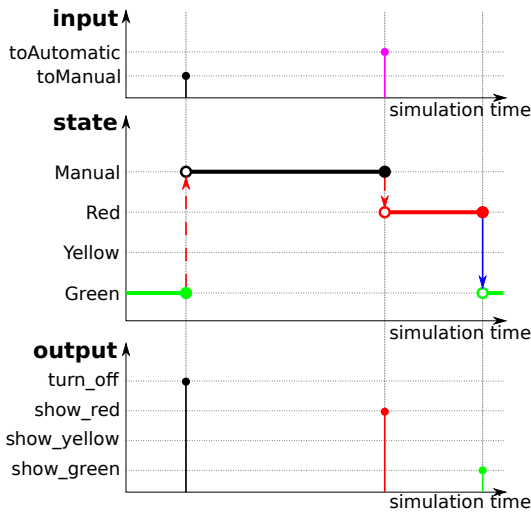 input
toAutomatic
toManual
simulation time
state
Manual
Red
Yellow
Green
simulation time
output
turn_off
show_red
show_yellow
show_green
simulation time